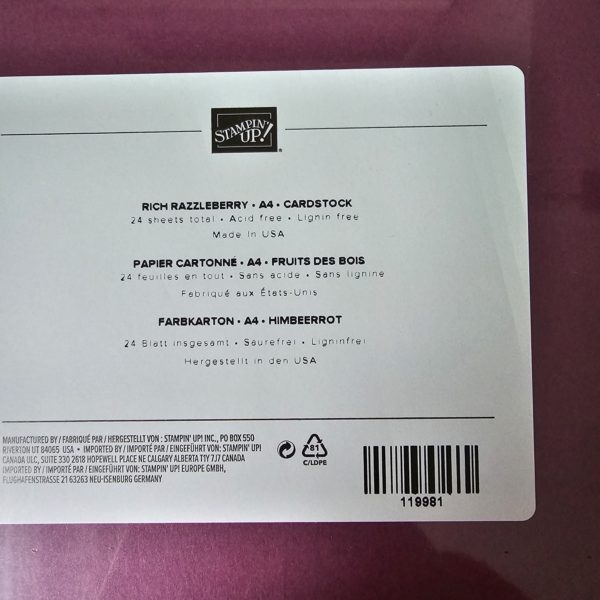 STAMPIN' UP!®
RICH RAZZLEBERRY • A4 • CARDSTOCK
24 sheets total • Acid free • Lignin free
Made In USA
PAPIER CARTONNÉ • A4 • FRUITS DES BOIS
24 feuilles en tout • Sans acide • Sans lignine
Fabriqué aux États-Unis
FARBKARTON • A4 • HIMBEERROT
24 Blatt insgesamt • Säurefrei • Ligninfrei
Hergestellt in den USA
MANUFACTURED BY / FABRIQUÉ PAR / HERGESTELLT VON : STAMPIN' UP! INC., PO BOX 550
RIVERTON UT 84065 USA • IMPORTED BY / IMPORTÉ PAR / EINGEFÜHRT VON: STAMPIN' UP!
CANADA ULC, SUITE 330 2618 HOPEWELL PLACE NE CALGARY ALBERTA T1Y 7J7 CANADA
IMPORTED BY / IMPORTÉ PAR / EINGEFÜHRT VON: STAMPIN' UP! EUROPE GMBH,
FLUGHAFENSTRASSE 21 63263 NEU-ISENBURG GERMANY
81
C/LDPE
119981